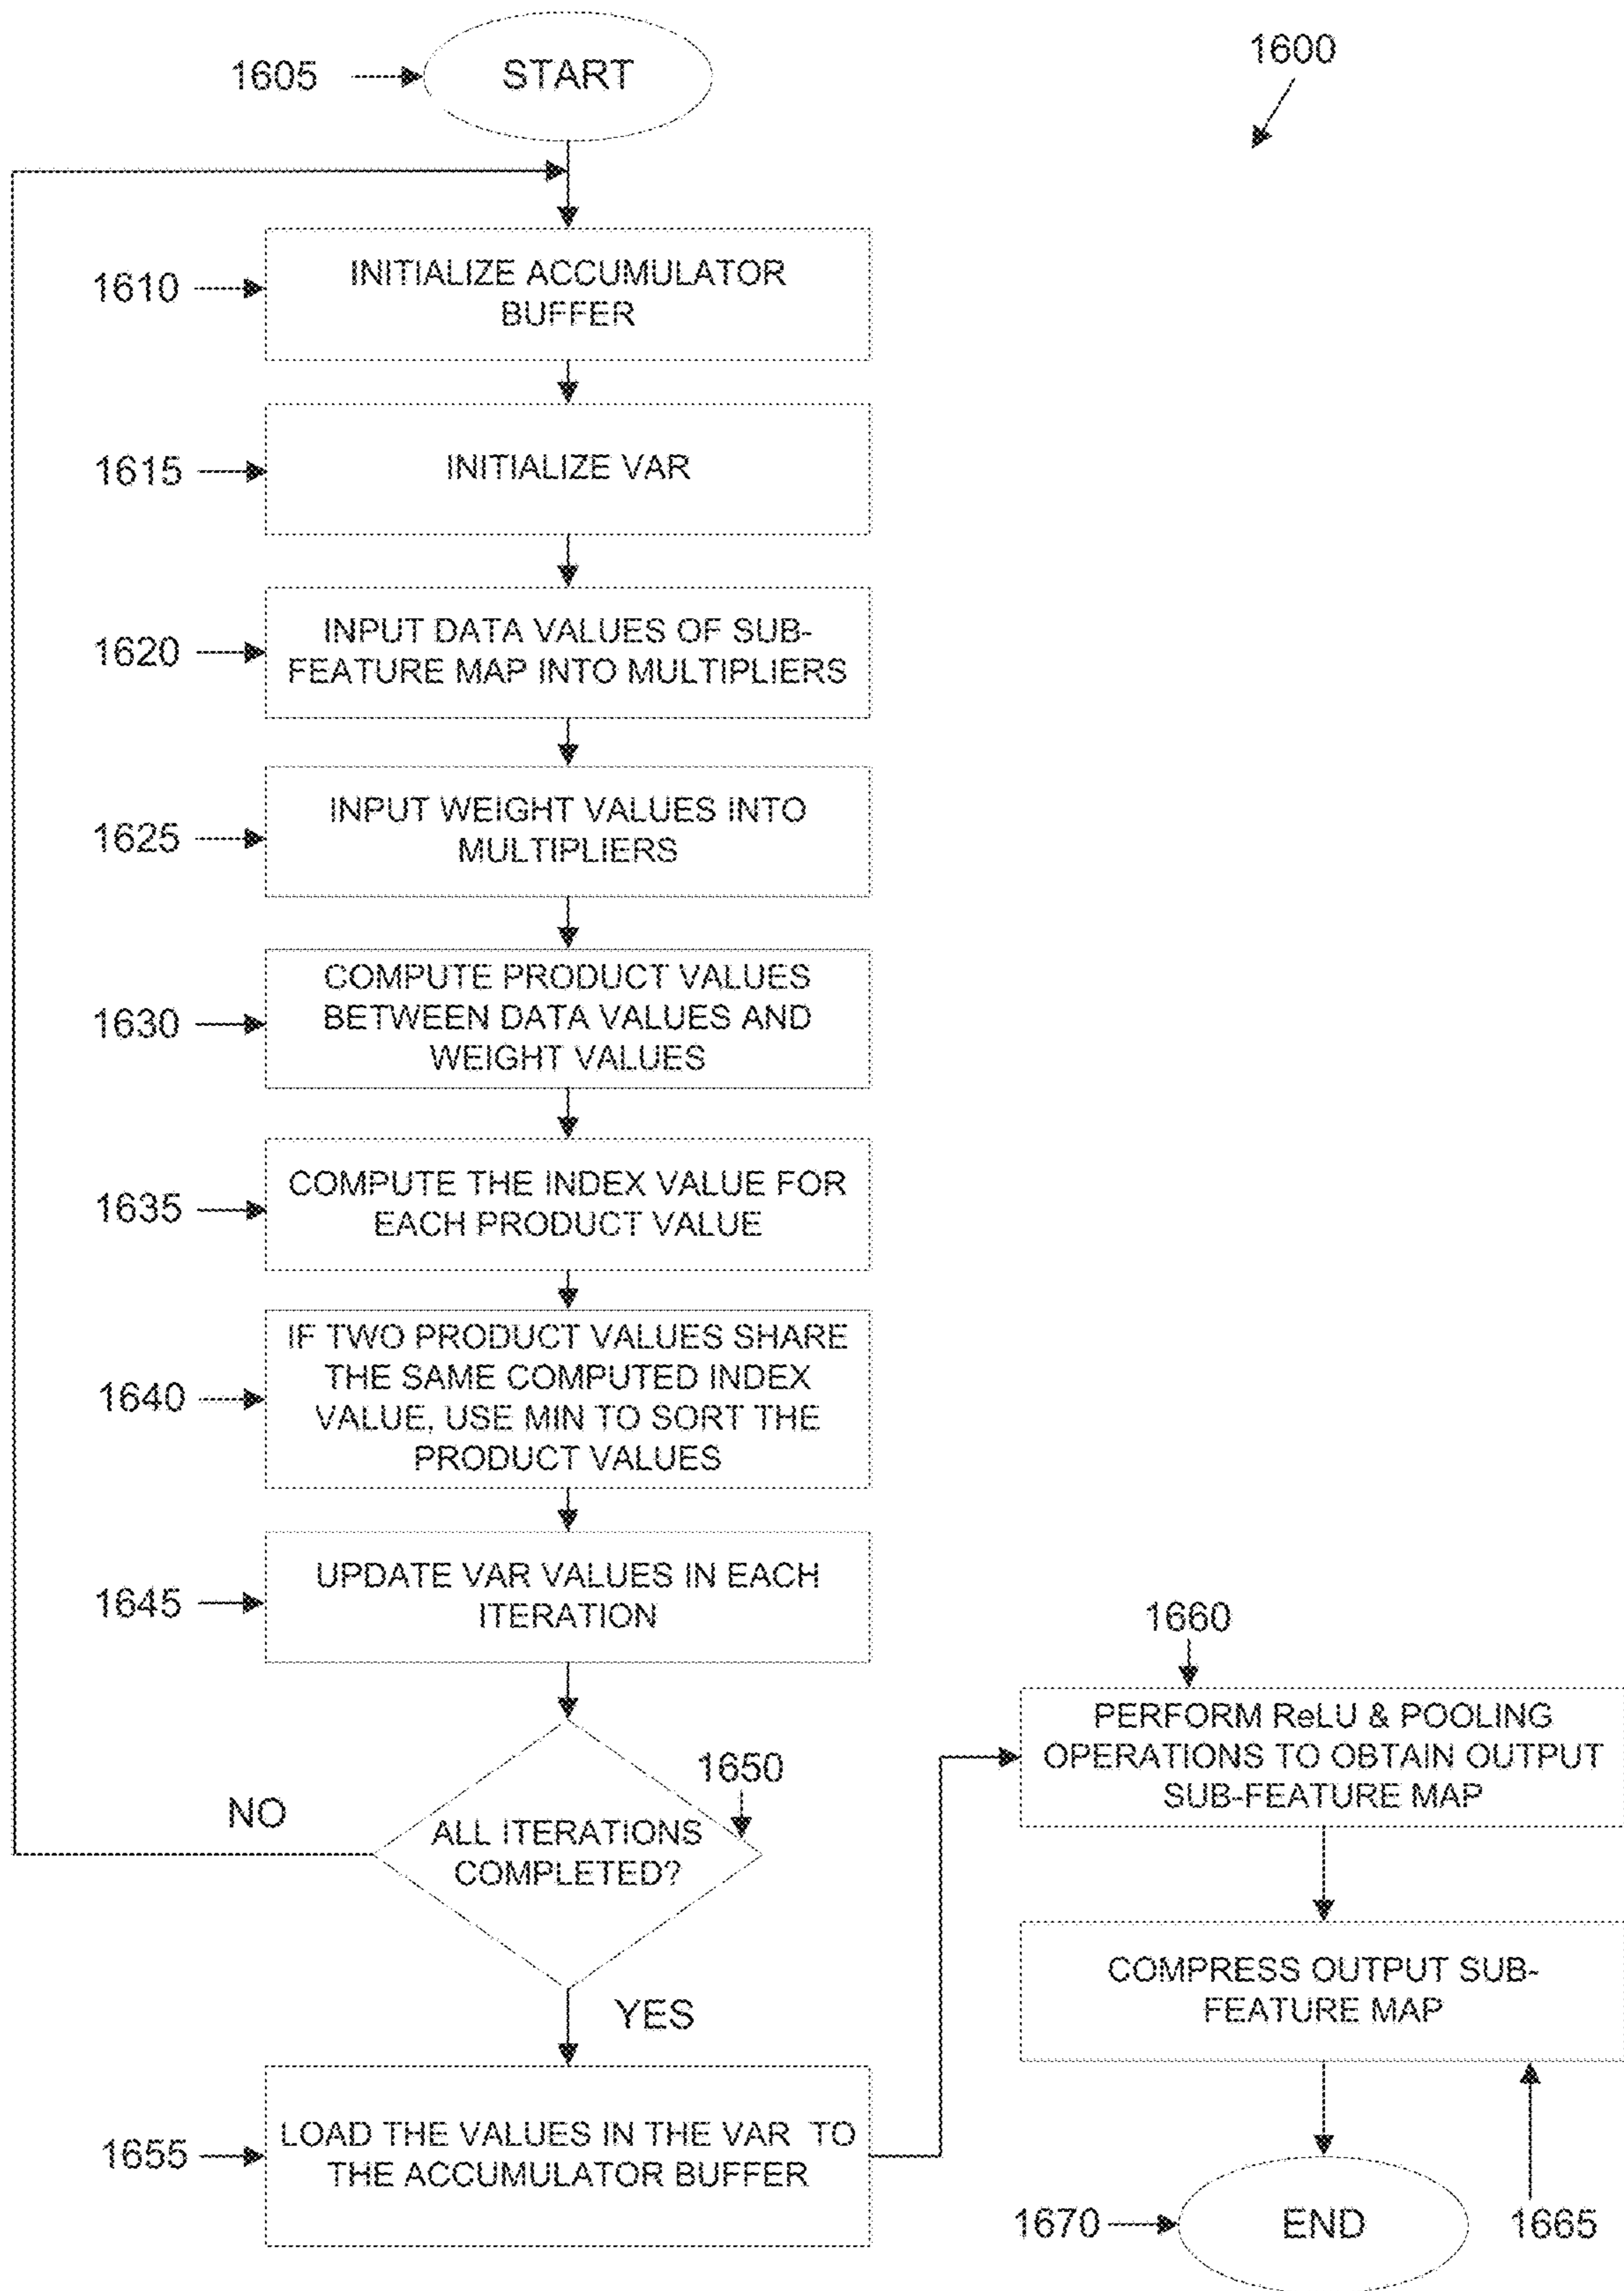 1600
1605
START
1610
INITIALIZE ACCUMULATOR
BUFFER
1615
INITIALIZE VAR
1620
INPUT DATA VALUES OF SUB-
FEATURE MAP INTO MULTIPLIERS
1625
INPUT WEIGHT VALUES INTO
MULTIPLIERS
1630
COMPUTE PRODUCT VALUES
BETWEEN DATA VALUES AND
WEIGHT VALUES
1635
COMPUTE THE INDEX VALUE FOR
EACH PRODUCT VALUE
1640
IF TWO PRODUCT VALUES SHARE
THE SAME COMPUTED INDEX
VALUE, USE MIN TO SORT THE
PRODUCT VALUES
1645
UPDATE VAR VALUES IN EACH
ITERATION
1650
NO
ALL ITERATIONS
COMPLETED?
YES
1655
LOAD THE VALUES IN THE VAR TO
THE ACCUMULATOR BUFFER
1660
PERFORM ReLU & POOLING
OPERATIONS TO OBTAIN OUTPUT
SUB-FEATURE MAP
COMPRESS OUTPUT SUB-
FEATURE MAP
1665
1670
END